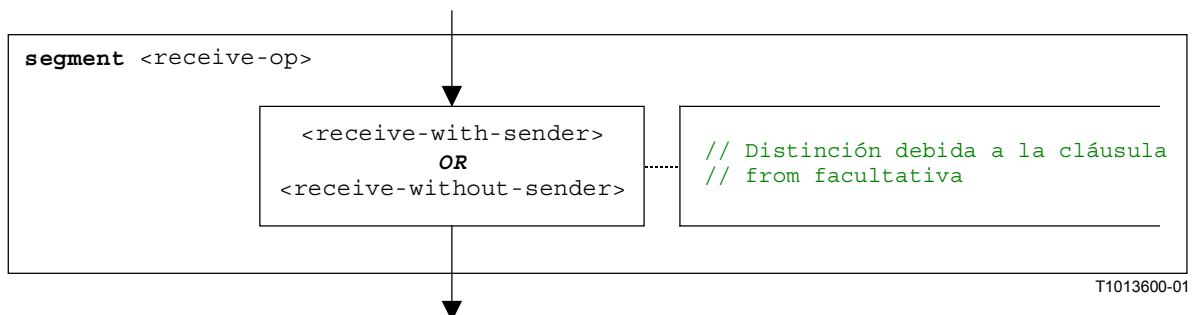 segment <receive-op>
<receive-with-sender>
OR
<receive-without-sender>
// Distinción debida a la cláusula
// from facultativa
T1013600-01